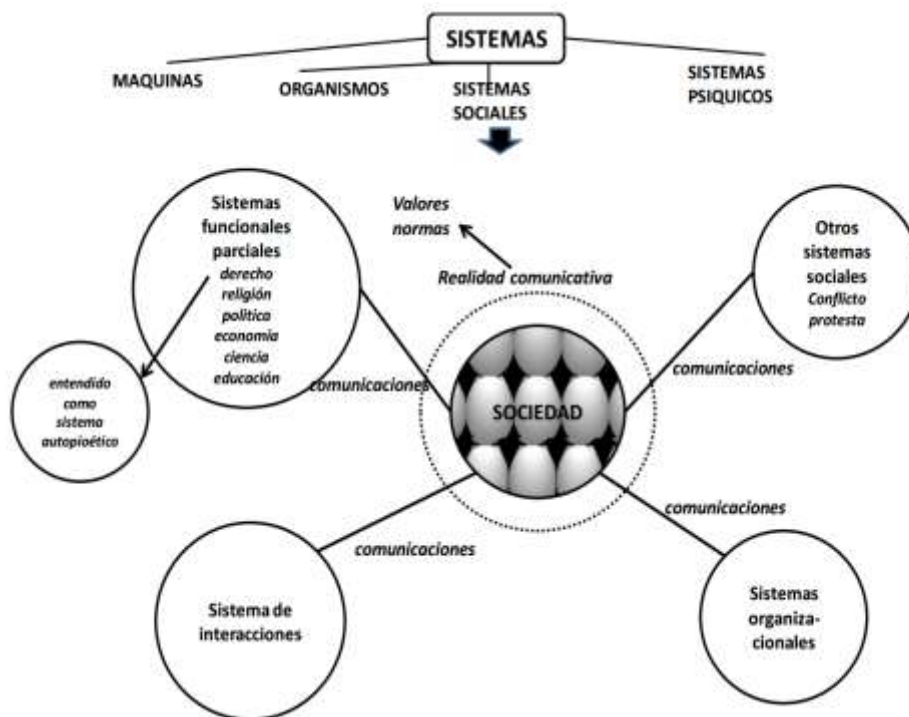 SISTEMAS
MAQUINAS
ORGANISMOS
SISTEMAS
SOCIALES
SISTEMAS
PSIQUICOS
Sistemas
funcionales
parciales
derecho
religión
politica
economia
ciencia
educación
Valores
normas
Realidad comunicativa
Otros
sistemas
sociales
Conflicto
protesta
entendido
como
sistema
autopioético
comunicaciones
SOCIEDAD
comunicaciones
comunicaciones
comunicaciones
Sistema de
interacciones
Sistemas
organiza-
cionales